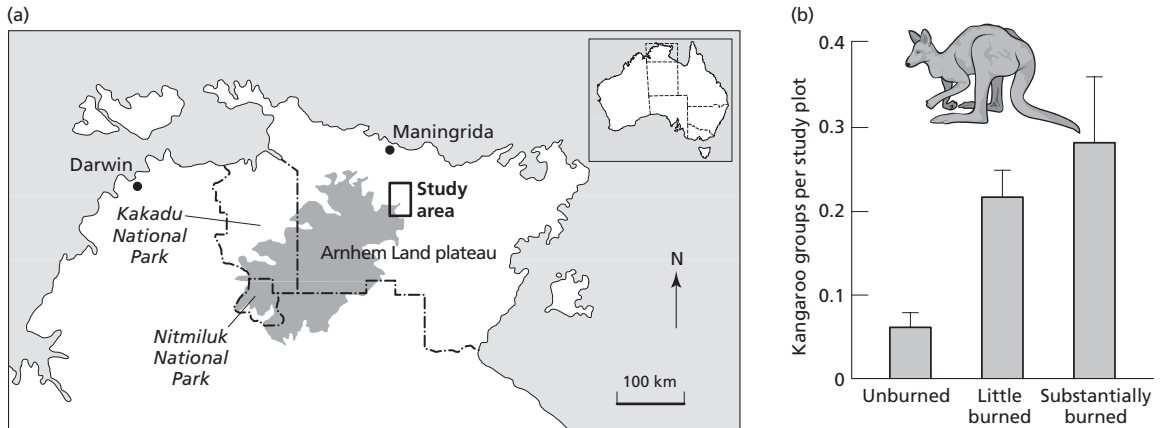 (a)
Maningrida
Darwin
Study
area
Kakadu
National
Park
Arnhem Land plateau
N
Nitmiluk
National
Park
100 km
(b)
Kangaroo groups per study plot
0.4
0.3
0.2
0.1
0
Unburned
Little
burned
Substantially
burned